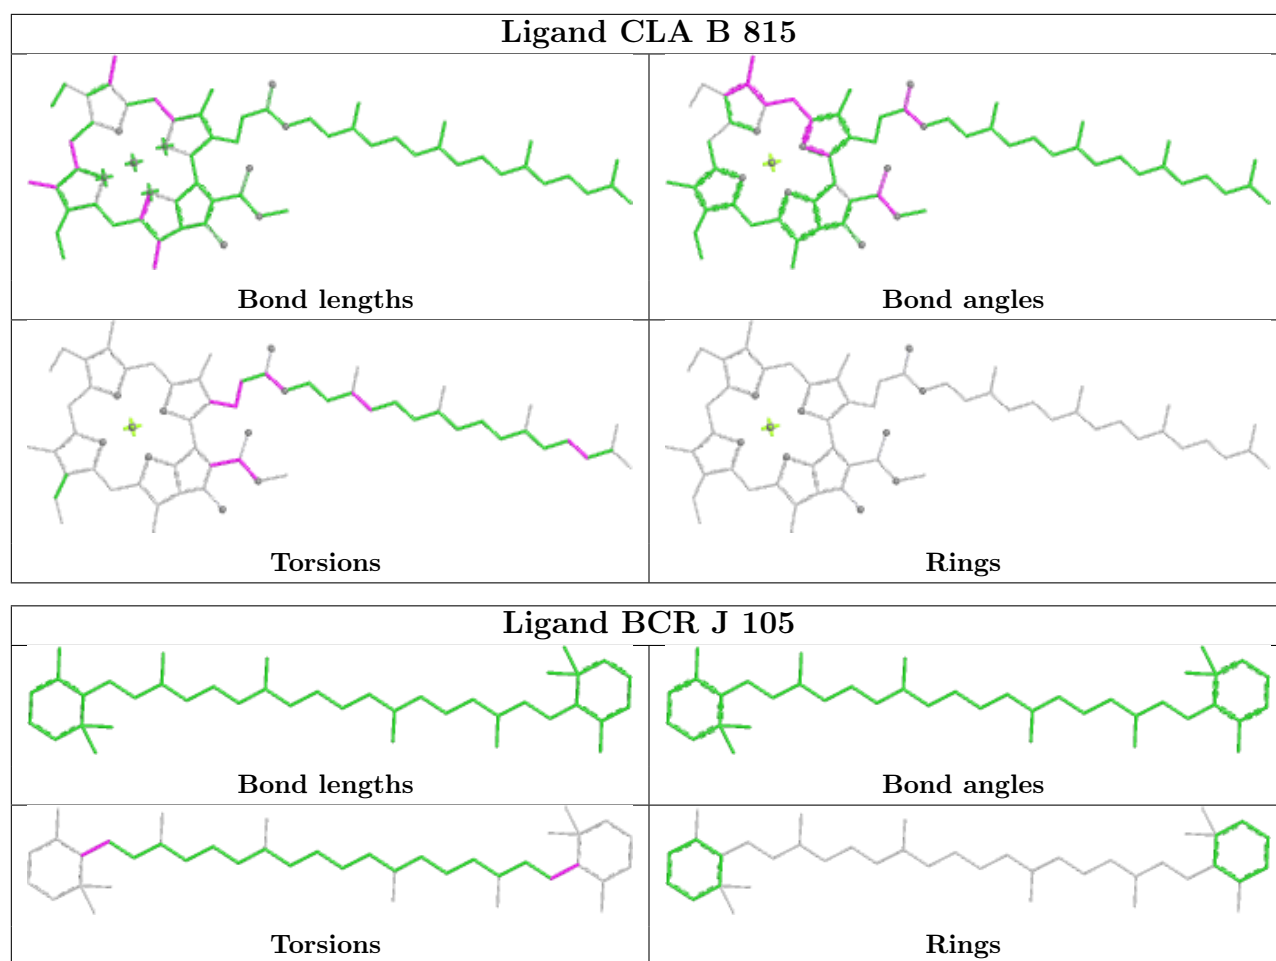 Ligand CLA B 815
Bond lengths
Bond angles
Torsions
Rings
Ligand BCR J 105
Bond lengths
Bond angles
Torsions
Rings